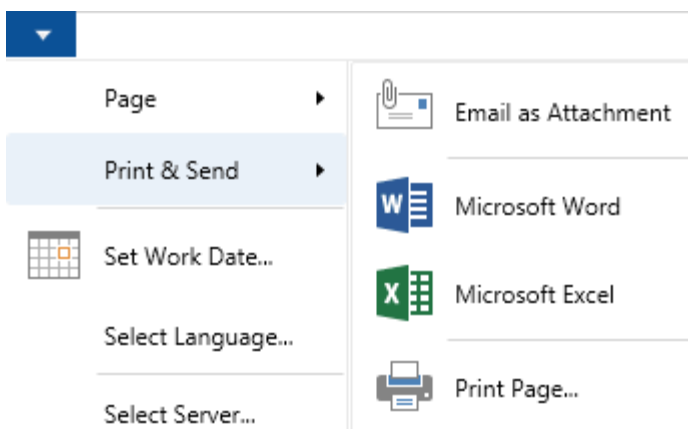 Page
Print & Send
Set Work Date...
Select Language...
Select Server...
Email as Attachment
Microsoft Word
Microsoft Excel
Print Page...